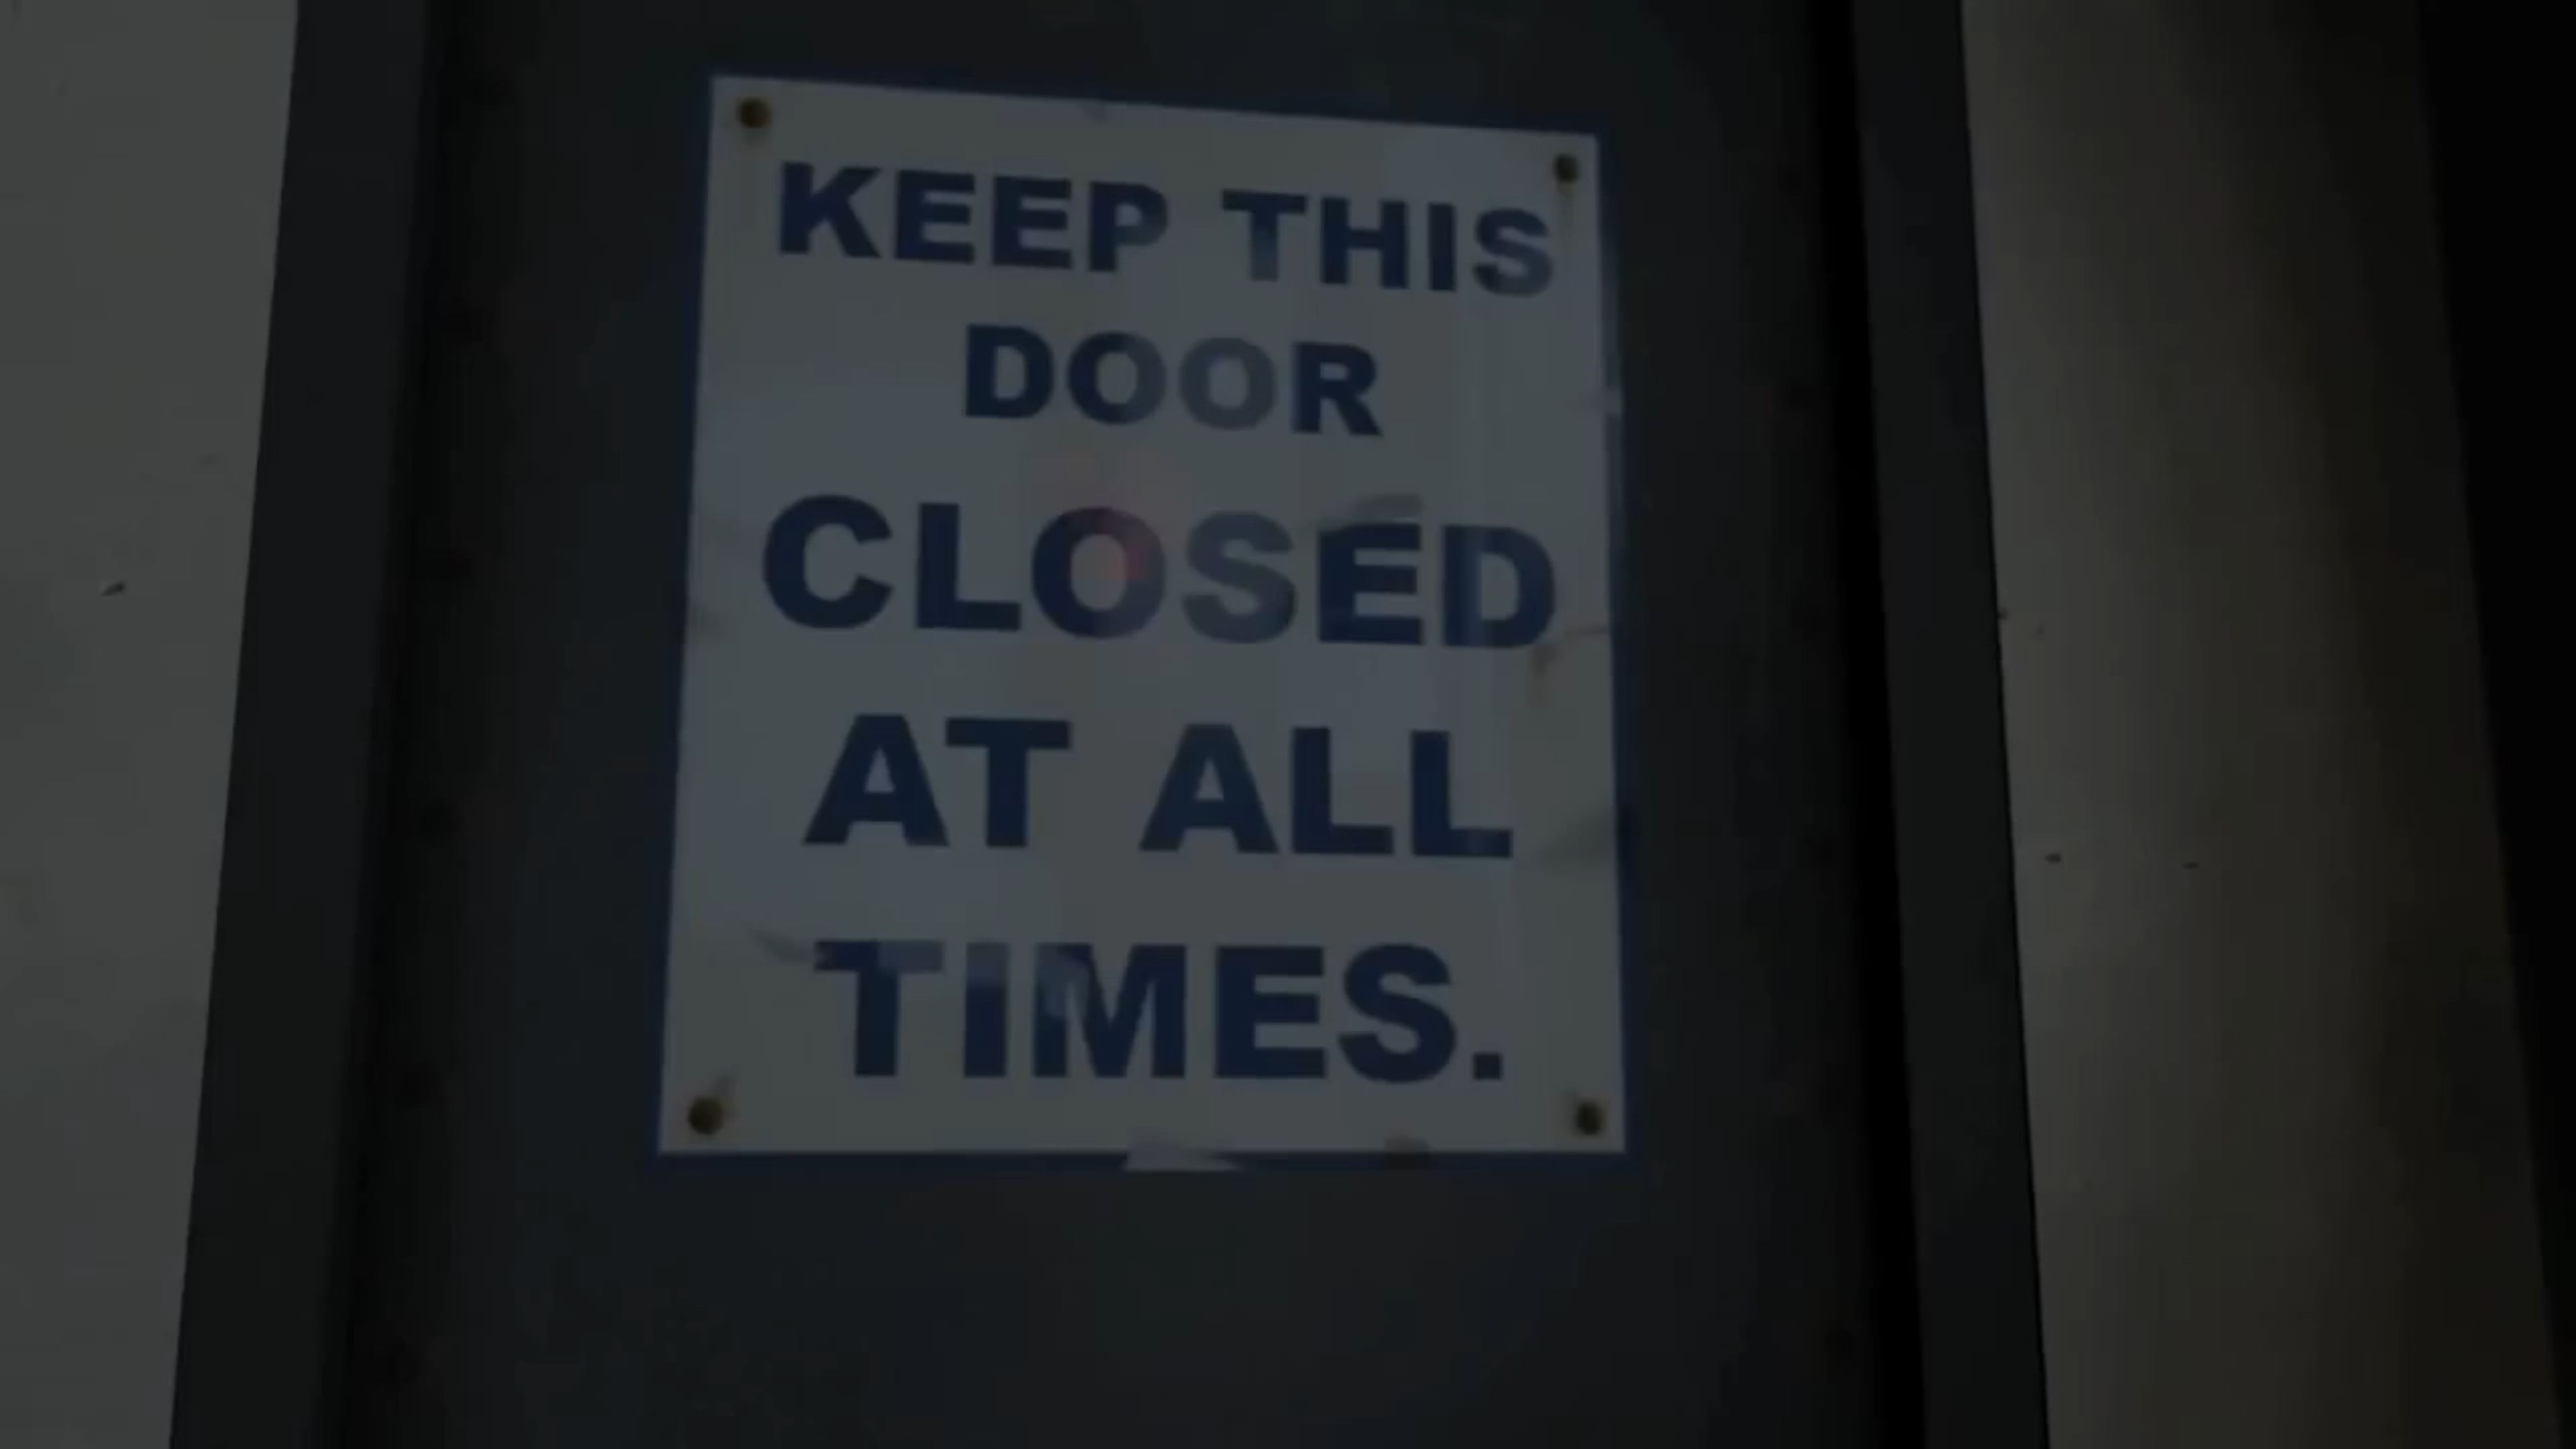 KEEP THIS
DOOR
CLOSED
AT ALL
TIMES.